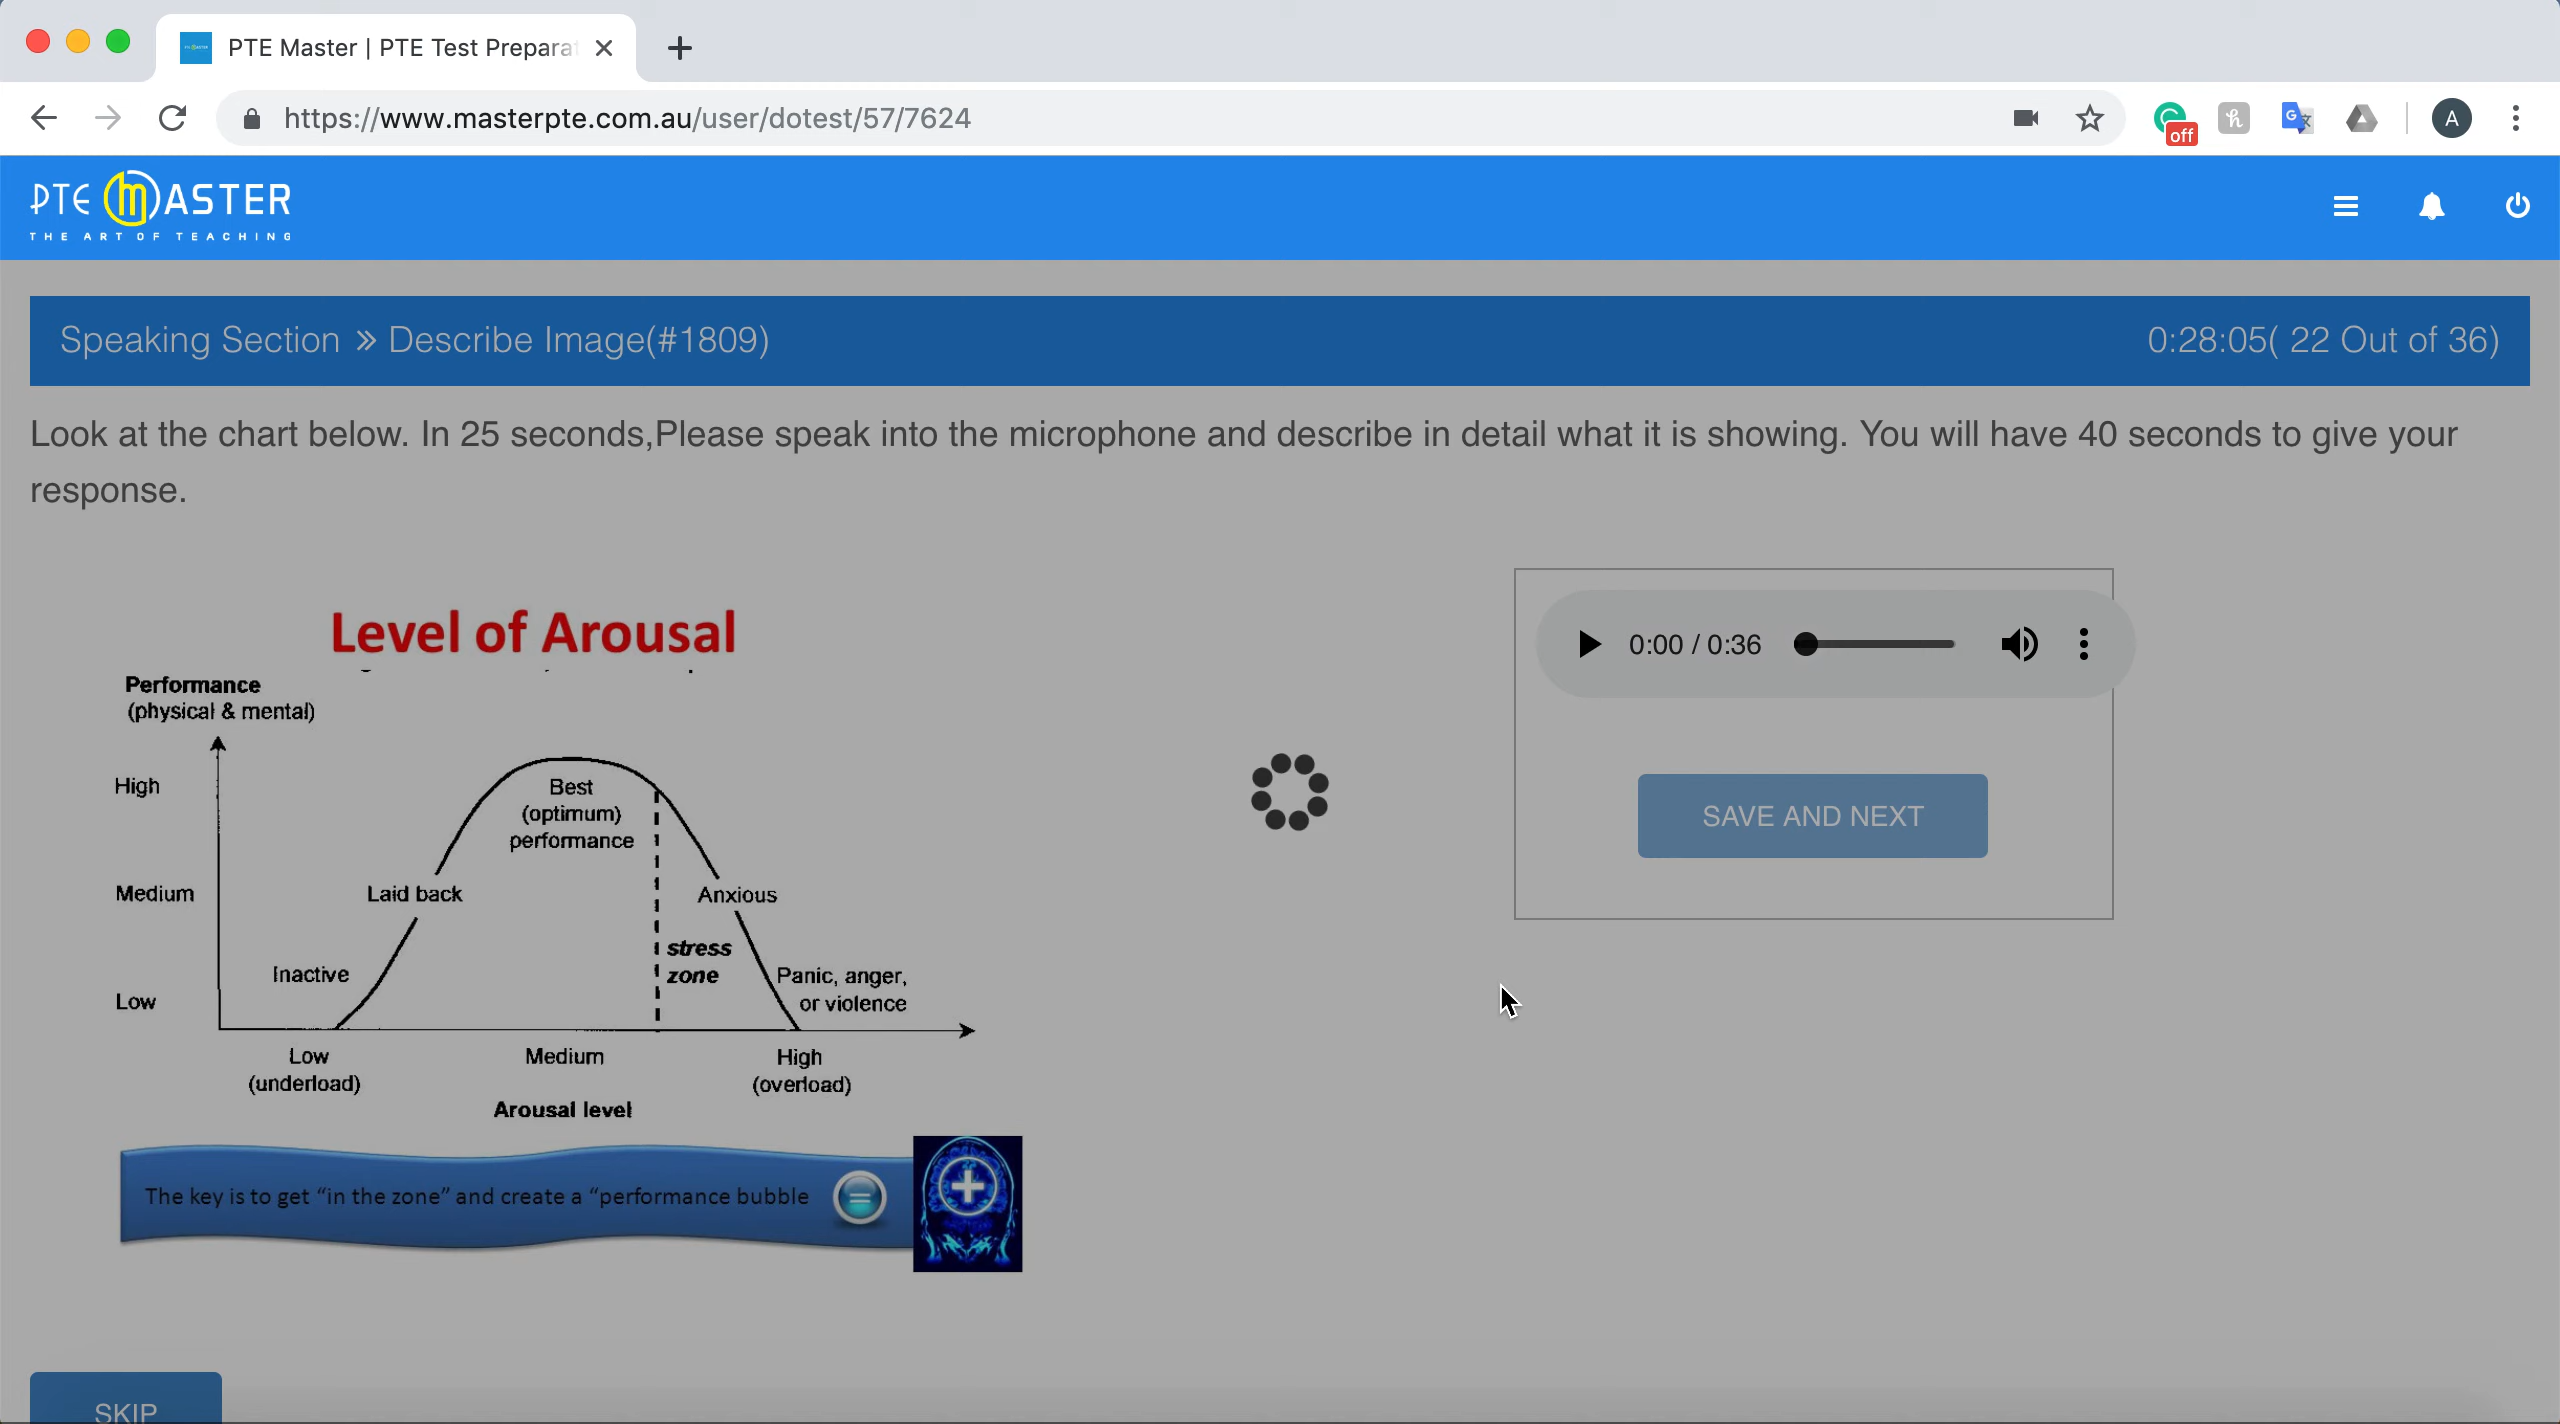 PTE Master | PTE Test Prepara
https://www.masterpte.com.au/user/dotest/57/7624
off
A
PTE MASTER
THE ART OF TEACHING
Speaking Section » Describe Image(#1809)
0:28:05( 22 Out of 36)
Look at the chart below. In 25 seconds,Please speak into the microphone and describe in detail what it is showing. You will have 40 seconds to give your
response.
Level of Arousal
Performance
(physical & mental)
High
Medium
Low
Best
(optimum)
performance
Laid back
Anxious
Inactive
stress
zone
Panic, anger,
or violence
Low
(underload)
Medium
High
(overload)
Arousal level
The key is to get “in the zone” and create a “performance bubble
0:00 / 0:36
SAVE AND NEXT
SKIP